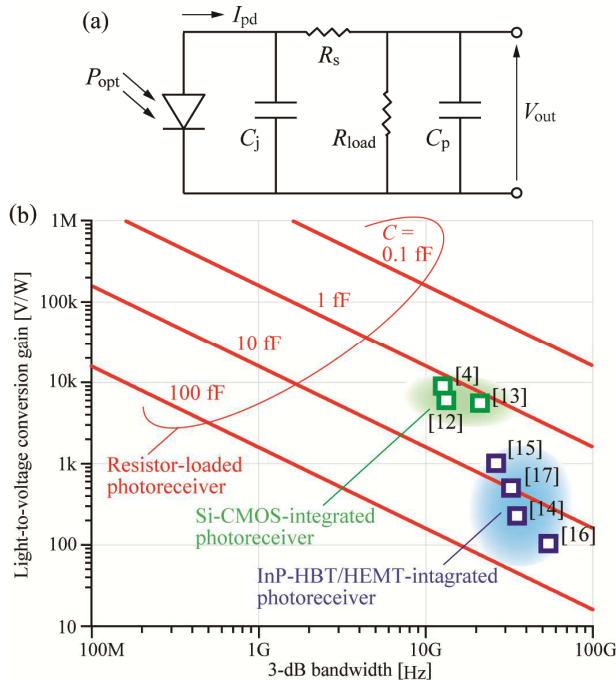 (a)
I_pd
R_s
P_opt
C_j
R_load
C_p
V_out
(b)
Light-to-voltage conversion gain [V/W]
1M
100k
10k
1k
100
10
C =
0.1 fF
1 fF
10 fF
100 fF
[4]
[13]
[12]
[15]
[17]
[14]
[16]
Resistor-loaded
photoreceiver
Si-CMOS-integrated
photoreceiver
InP-HBT/HEMT-intagrated
photoreceiver
100M
1G
10G
100G
3-dB bandwidth [Hz]